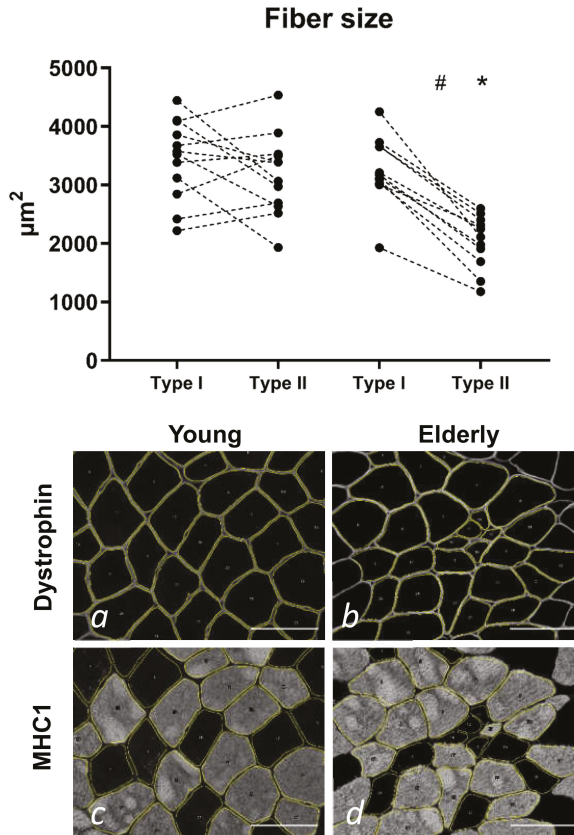 Fiber size
# *
5000
4000
3000
2000
1000
0
µm²
Type I Type II Type I Type II
Young Elderly
Dystrophin
a b
MHC1
c d